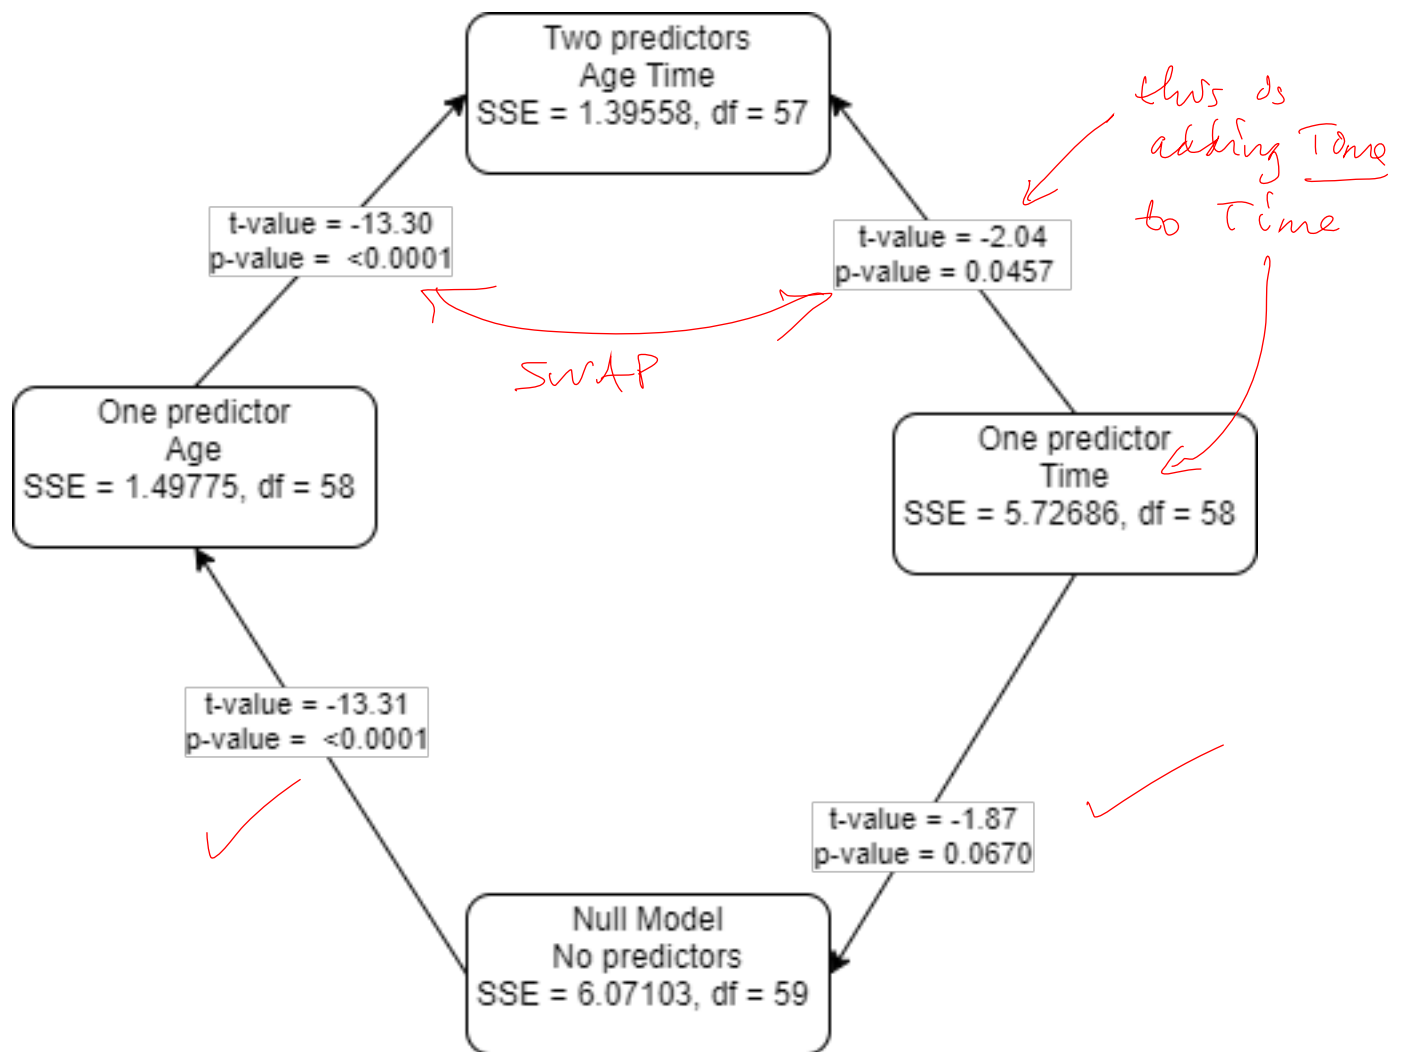 Two predictors
Age Time
SSE = 1.39558, df = 57
this is
adding Time
to Time
t-value = -13.30
p-value = <0.0001
t-value = -2.04
p-value = 0.0457
SWAP
One predictor
Age
SSE = 1.49775, df = 58
One predictor
Time
SSE = 5.72686, df = 58
t-value = -13.31
p-value = <0.0001
t-value = -1.87
p-value = 0.0670
Null Model
No predictors
SSE = 6.07103, df = 59